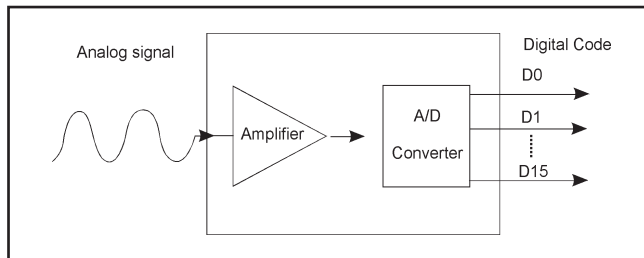 Analog signal
Digital Code
D0
Amplifier
A/D
Converter
D1
D15